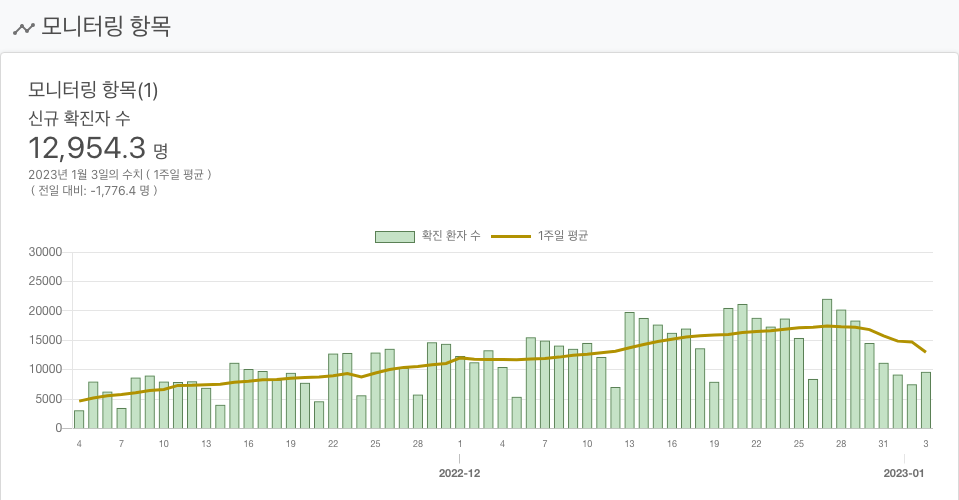 모니터링 항목
모니터링 항목(1)
신규 확진자 수
12,954.3 명
2023년 1월 3일의 수치 ( 1주일 평균 )
( 전일 대비: -1,776.4 명 )
확진 환자 수 1주일 평균
30000
25000
20000
15000
10000
5000
0
4 7 10 13 16 19 22 25 28 1 4 7 10 13 16 19 22 25 28 31 3
2022-12 2023-01